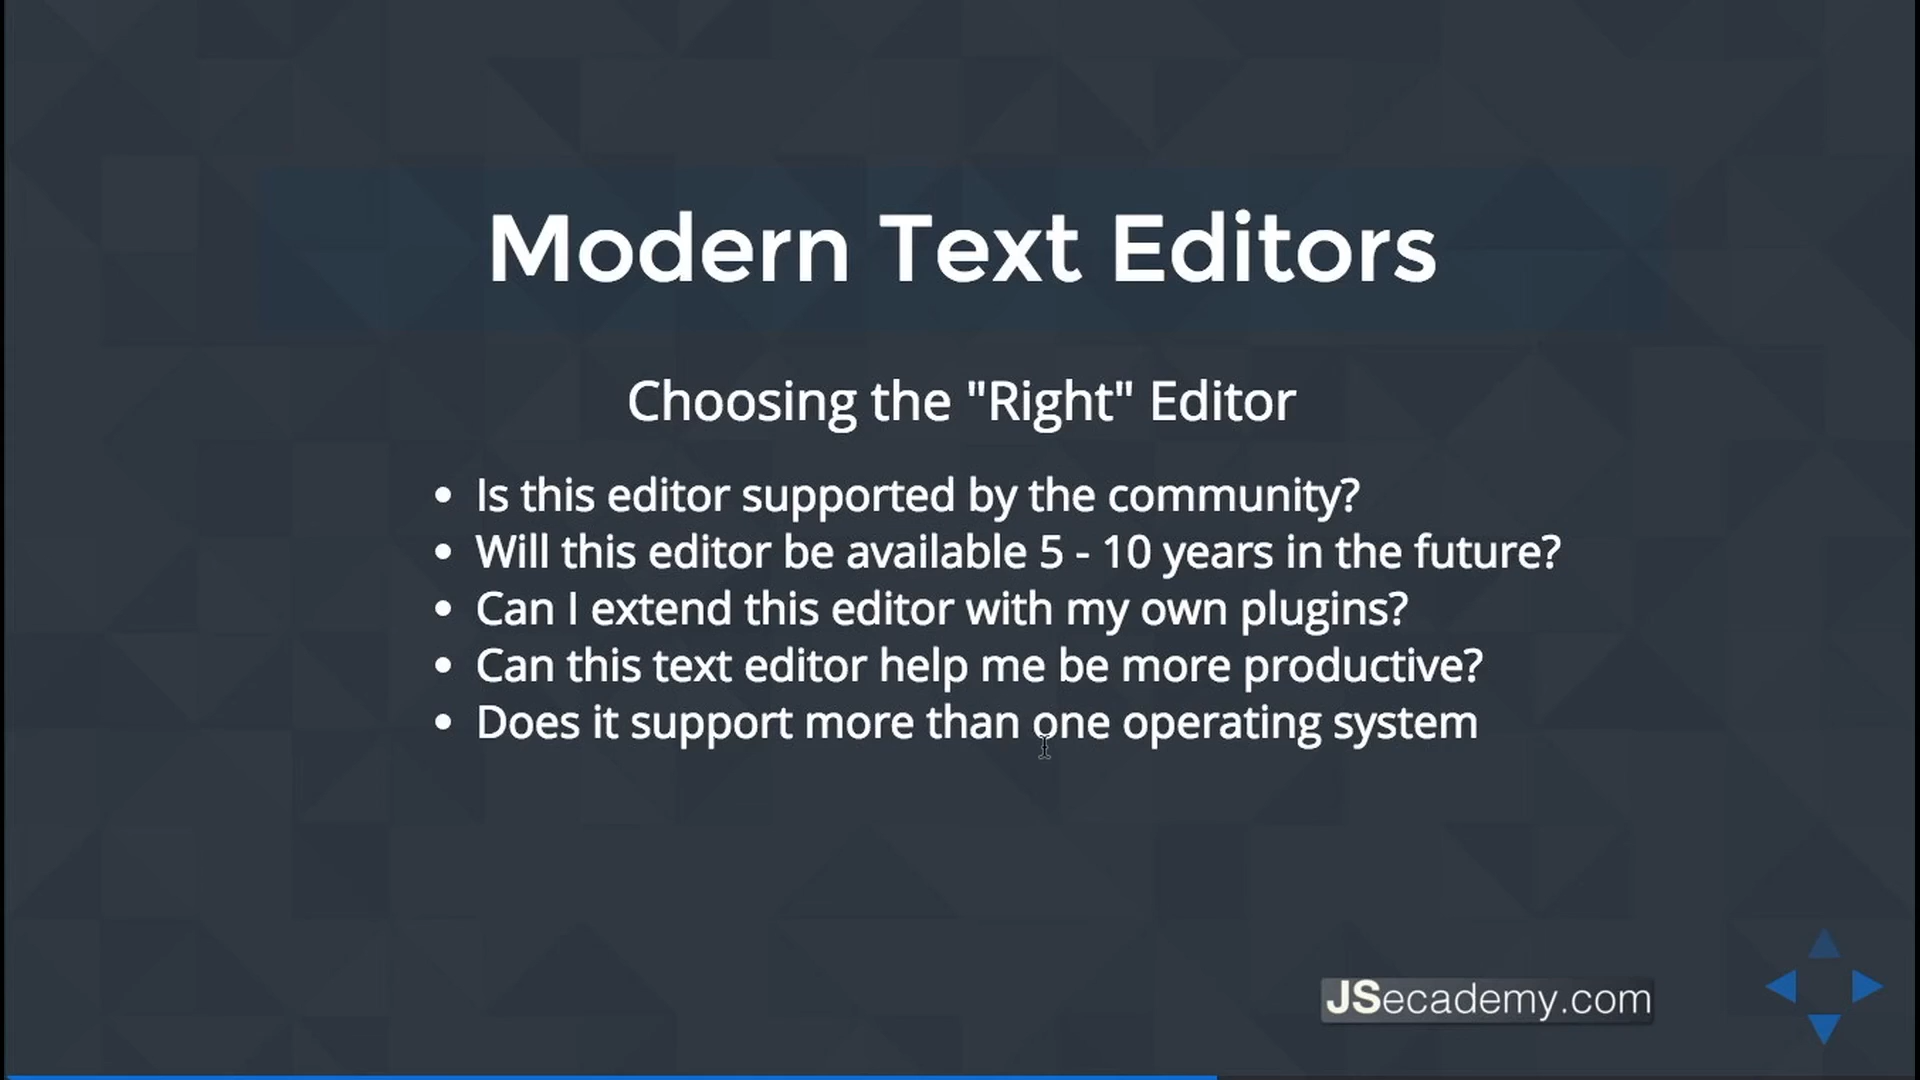 Modern Text Editors
Choosing the "Right" Editor
• Is this editor supported by the community?
• Will this editor be available 5 - 10 years in the future?
• Can I extend this editor with my own plugins?
• Can this text editor help me be more productive?
• Does it support more than one operating system
JSecademy.com